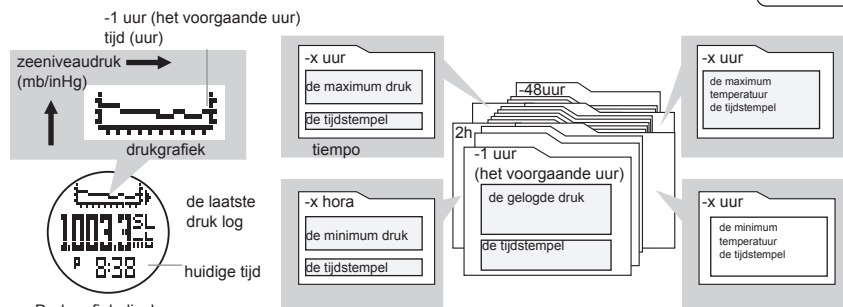 -1 uur (het voorgaande uur)
tijd (uur)
zeeniveaudruk
(mb/inHg)
drukgrafiek
de laatste
druk log
1003.3 SL
mb
P 8:38
huidige tijd
-x uur
de maximum druk
de tijdstempel
tiempo
-x hora
de minimum druk
de tijdstempel
-48uur
2h
-1 uur
(het voorgaande uur)
de gelogde druk
de tijdstempel
-x uur
de maximum
temperatuur
de tijdstempel
-x uur
de minimum
temperatuur
de tijdstempel